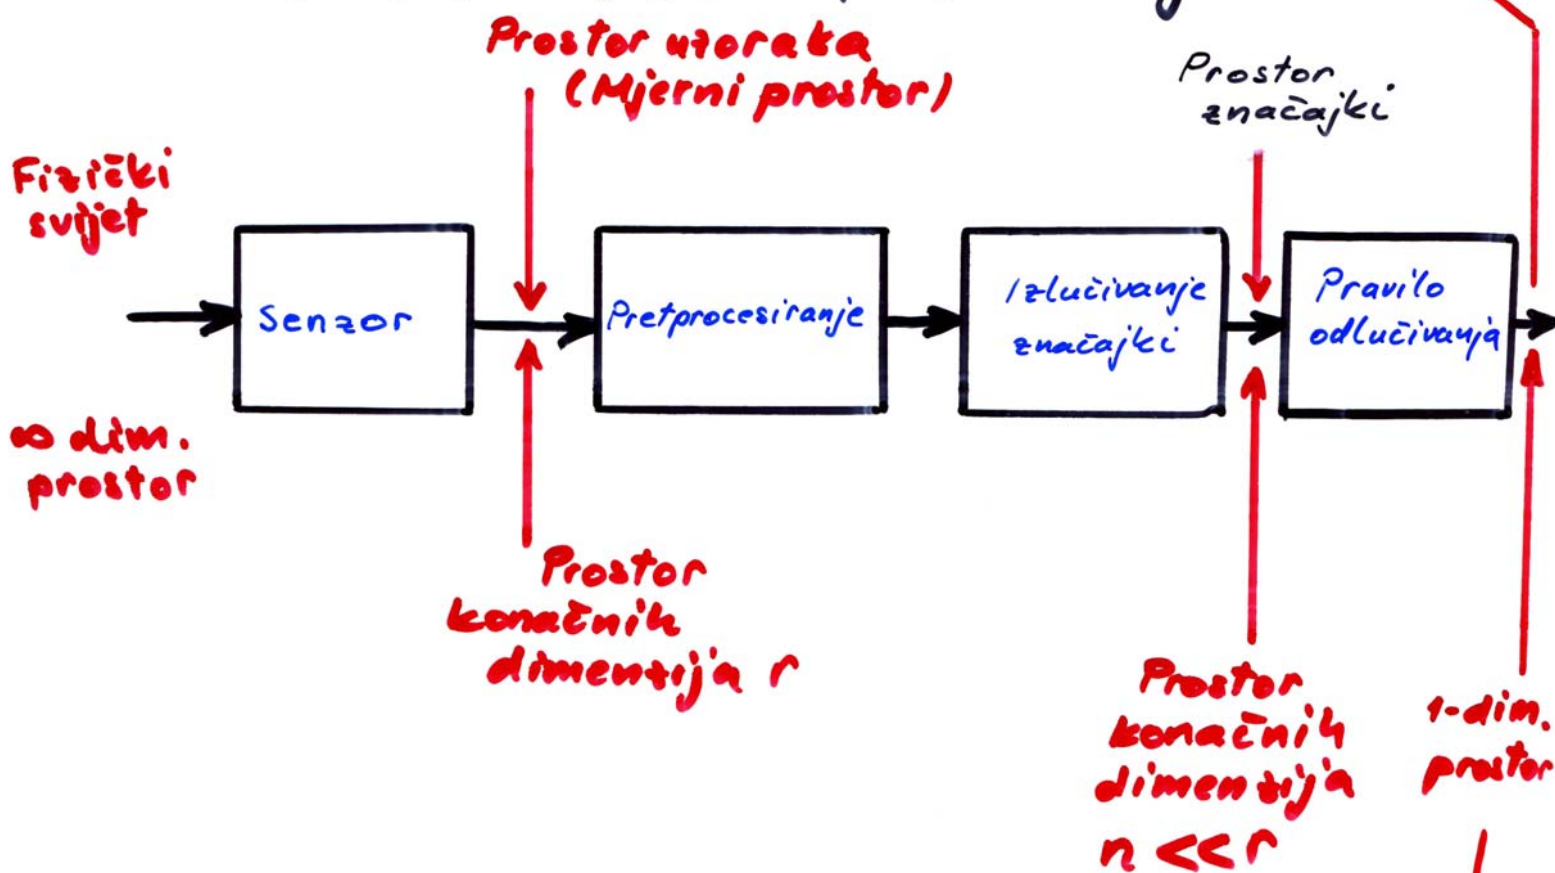 Prostor uzoraka
(Mjerni prostor)
Prostor
značajki
Fizički
svijet
Senzor
Pretprocesiranje
Izlučivanje
značajki
Pravilo
odlučivanja
∞ dim.
prostor
Prostor
konačnih
dimenzija r
Prostor
konačnih
dimenzija
n << r
1-dim.
prostor